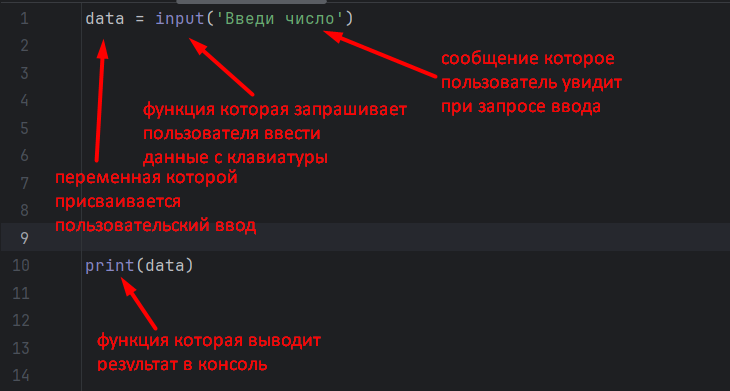 1 data = input('Введи число')
2
3
сообщение которое
пользователь увидит
при запросе ввода
4
функция которая запрашивает
пользователя ввести
данные с клавиатуры
5
6
7
переменная которой
присваивается
пользовательский ввод
8
9
10 print(data)
11
12
13
функция которая выводит
результат в консоль
14